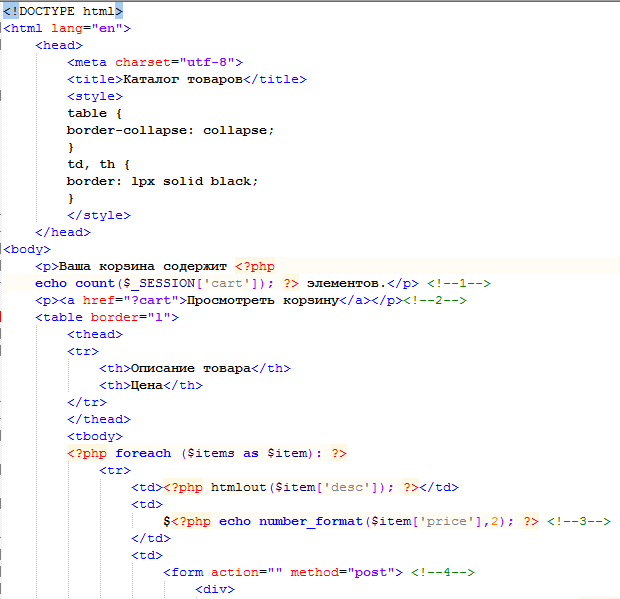 <!DOCTYPE html>
<html lang="en">
<head>
<meta charset="utf-8">
<title>Каталог товаров</title>
<style>
table {
border-collapse: collapse;
}
td, th {
border: lpx solid black;
}
</style>
</head>
<body>
<p>Ваша корзина содержит <?php
echo count($_SESSION['cart']); ?> элементов.</p> <!--1-->
<p><a href="?cart">Просмотреть корзину</a></p><!--2-->
<table border="l">
<thead>
<tr>
<th>Описание товара</th>
<th>Цена</th>
</tr>
</thead>
<tbody>
<?php foreach ($items as $item): ?>
<tr>
<td><?php htmlout($item['desc']); ?></td>
<td>
$<?php echo number_format($item['price'],2); ?> <!--3-->
</td>
<td>
<form action="" method="post"> <!--4-->
<div>